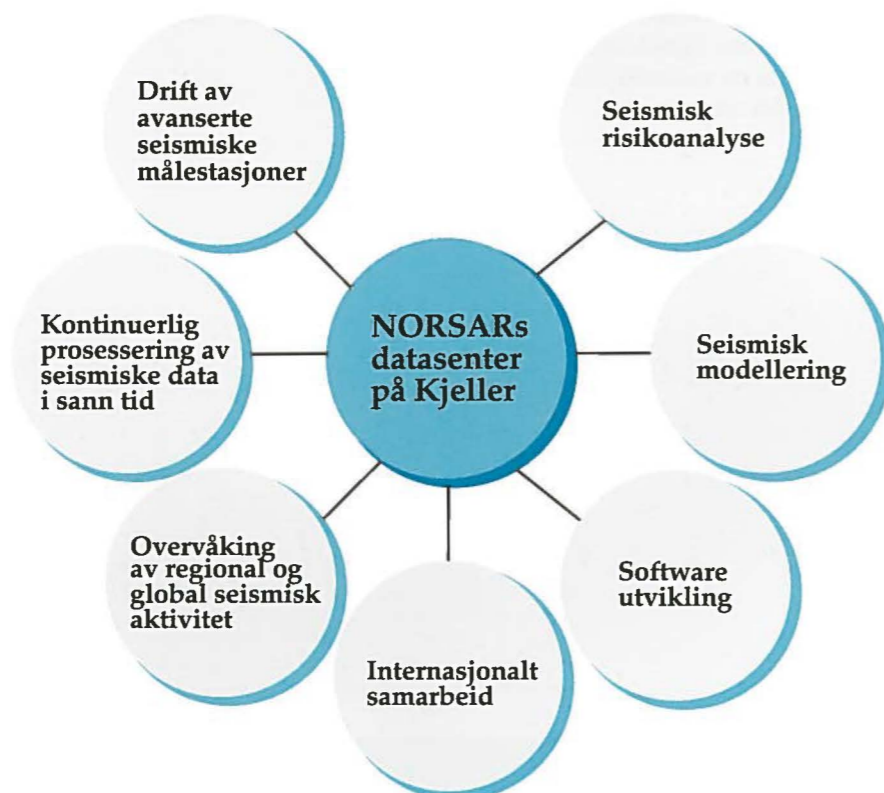 Drift av
avanserte
seismiske
målestasjoner
Seismisk
risikoanalyse
NORSARs
datasenter
på Kjeller
Kontinuerlig
prosessering av
seismiske data
i sann tid
Seismisk
modellering
Overvåking
av regional og
global seismisk
aktivitet
Software
utvikling
Internasjonalt
samarbeid